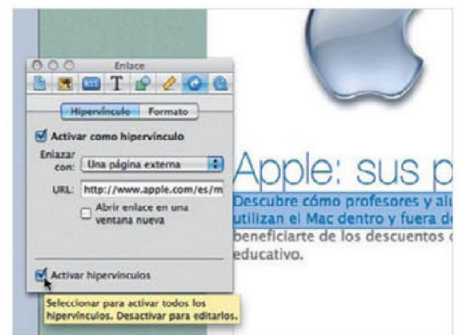 Enlace
RSS
T
Hipervínculo Formato
Activar como hipervínculo
Enlazar
con: Una página externa
URL: http://www.apple.com/es/m
Abrir enlace en una
ventana nueva
Activar hipervínculos
Seleccionar para activar todos los
hipervínculos. Desactivar para editarlos.
Apple: sus p
Descubre cómo profesores y alu
utilizan el Mac dentro y fuera d
beneficiarte de los descuentos
educativo.